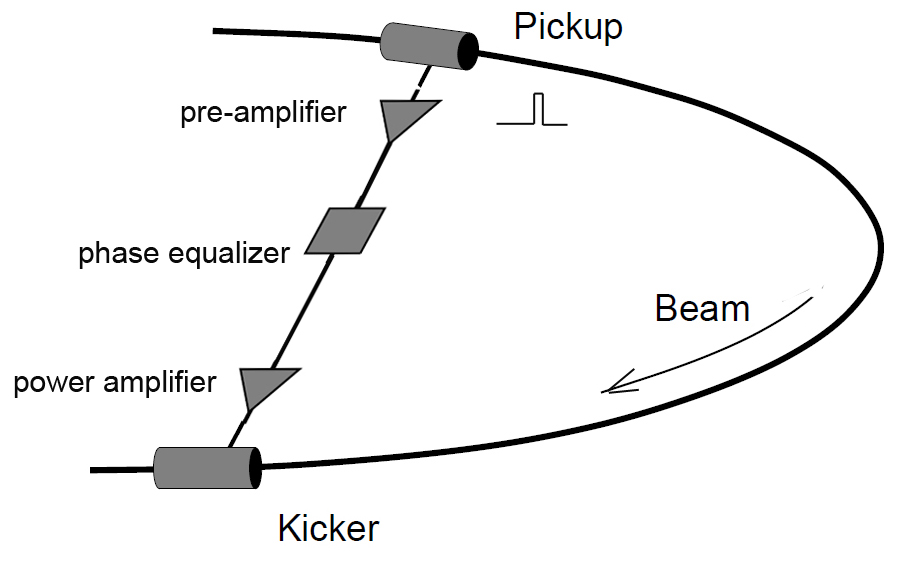 Pickup
pre-amplifier
phase equalizer
Beam
power amplifier
Kicker